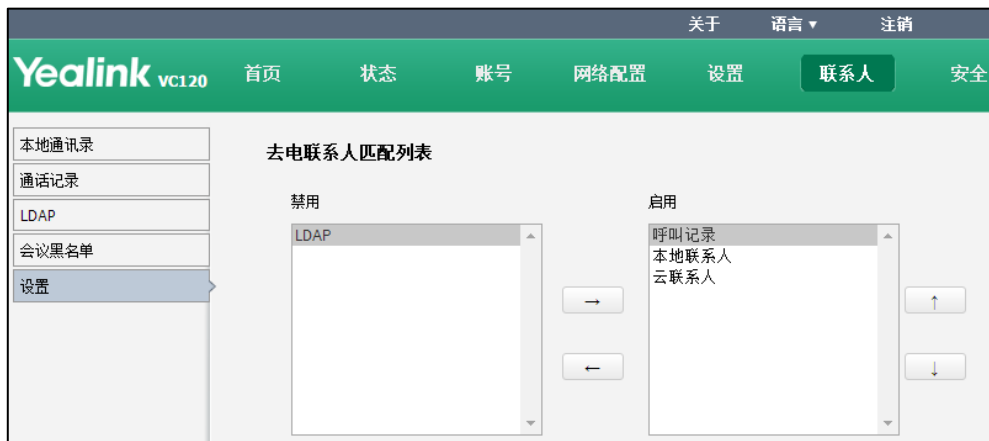 关于 语言 ▼ 注销
Yealink VC120 首页 状态 账号 网络配置 设置 联系人 安全
本地通讯录
通话记录
LDAP
会议黑名单
设置
去电联系人匹配列表
禁用 启用
LDAP 呼叫记录
本地联系人
云联系人
→ ↑
← ↓